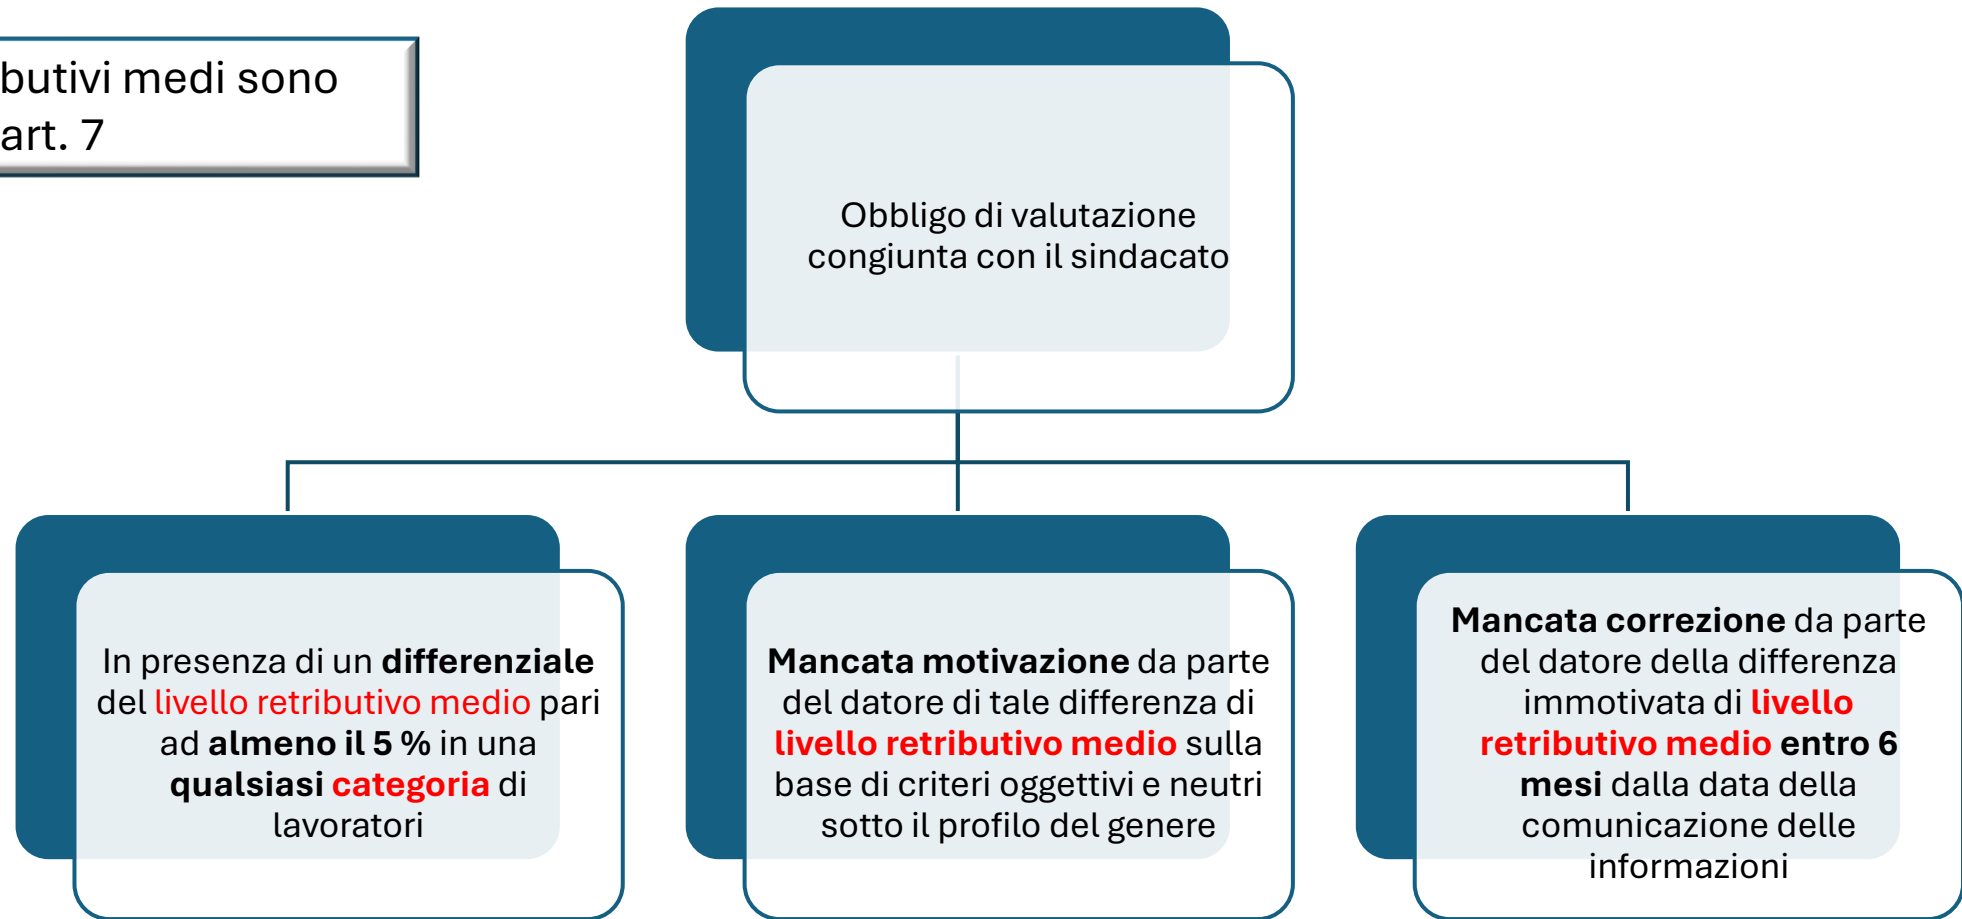 butivi medi sono
art. 7
Obbligo di valutazione
congiunta con il sindacato
In presenza di un differenziale
del livello retributivo medio pari
ad almeno il 5 % in una
qualsiasi categoria di
lavoratori
Mancata motivazione da parte
del datore di tale differenza di
livello retributivo medio sulla
base di criteri oggettivi e neutri
sotto il profilo del genere
Mancata correzione da parte
del datore della differenza
immotivata di livello
retributivo medio entro 6
mesi dalla data della
comunicazione delle
informazioni